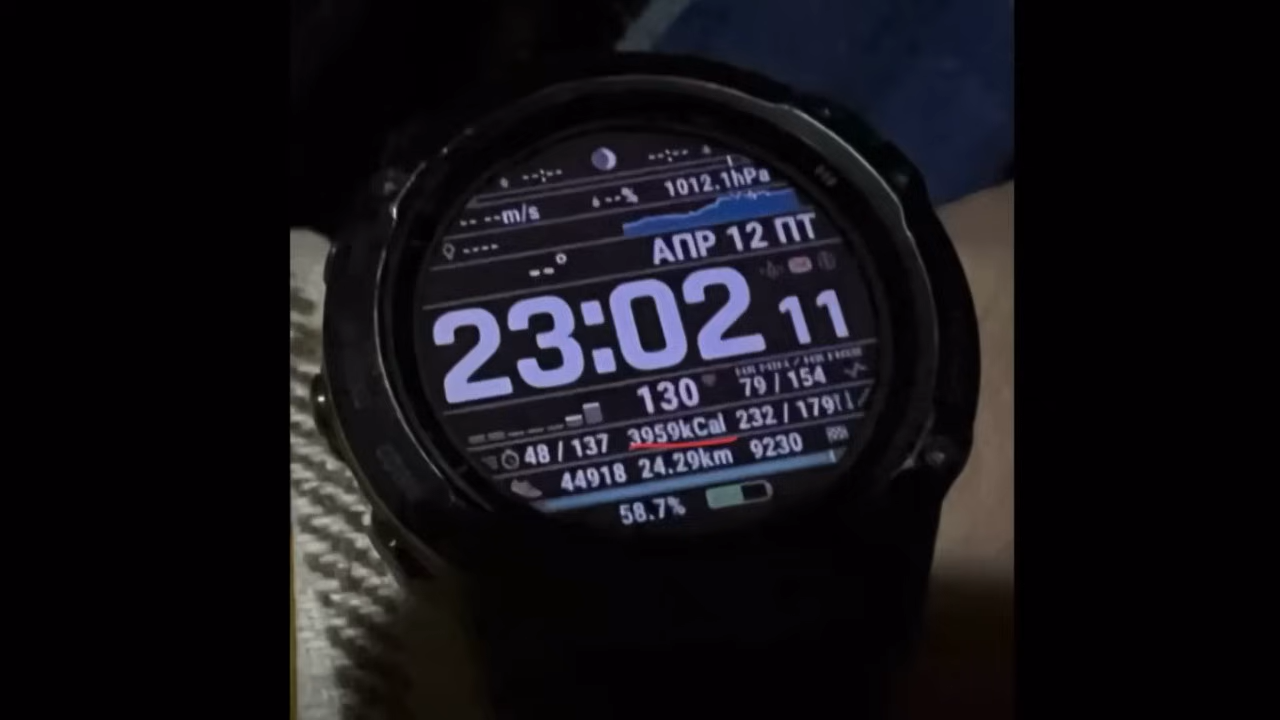 --:-- --:--
-- --m/s --% 1012.1hPa
----
АПР 12 ПТ
--°
23:02 11
130 79 / 154
48 / 137 3959kCal 232 / 179
44918 24.29km 9230
58.7%